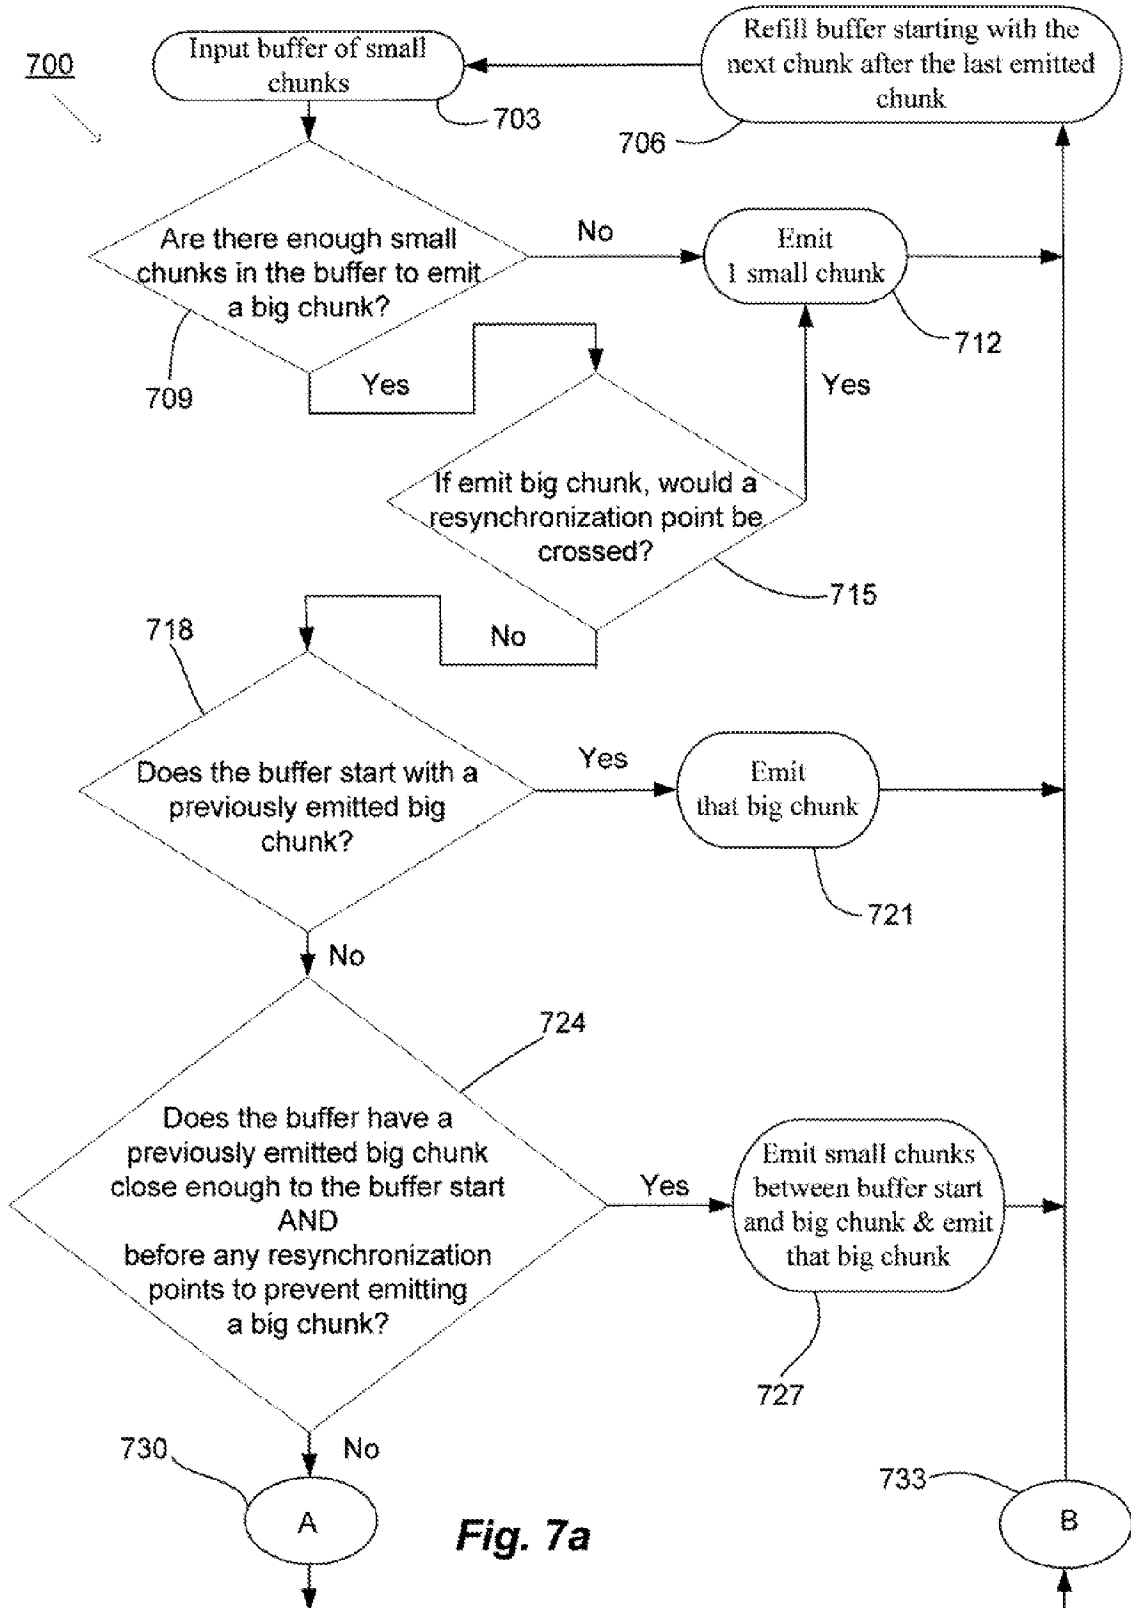 700
Input buffer of small
chunks
703
Refill buffer starting with the
next chunk after the last emitted
chunk
706
Are there enough small
chunks in the buffer to emit
a big chunk?
709
No
Emit
1 small chunk
712
Yes
Yes
If emit big chunk, would a
resynchronization point be
crossed?
715
No
718
Does the buffer start with a
previously emitted big
chunk?
Yes
Emit
that big chunk
721
No
724
Does the buffer have a
previously emitted big chunk
close enough to the buffer start
AND
before any resynchronization
points to prevent emitting
a big chunk?
Yes
Emit small chunks
between buffer start
and big chunk & emit
that big chunk
727
No
730
A
733
B
Fig. 7a